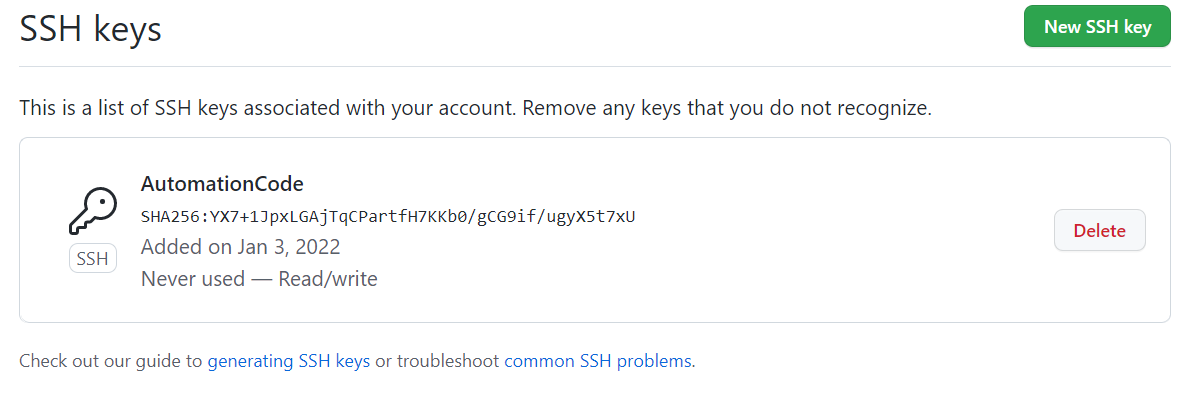 SSH keys
New SSH key
This is a list of SSH keys associated with your account. Remove any keys that you do not recognize.
AutomationCode
SHA256:YX7+1JpxLGAjTqCPartfH7KKb0/gCG9if/ugyX5t7xU
Added on Jan 3, 2022
Never used — Read/write
SSH
Delete
Check out our guide to generating SSH keys or troubleshoot common SSH problems.